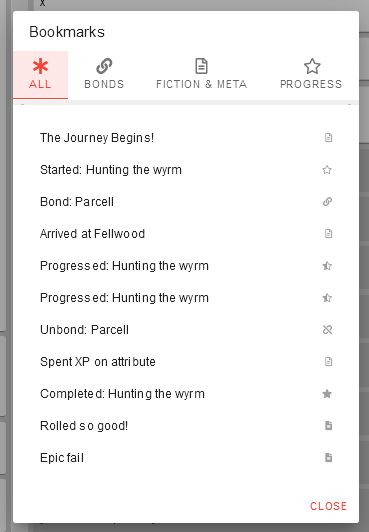 x
Bookmarks
ALL BONDS FICTION & META PROGRESS
The Journey Begins!
Started: Hunting the wyrm
Bond: Parcell
Arrived at Fellwood
Progressed: Hunting the wyrm
Progressed: Hunting the wyrm
Unbond: Parcell
Spent XP on attribute
Completed: Hunting the wyrm
Rolled so good!
Epic fail
CLOSE